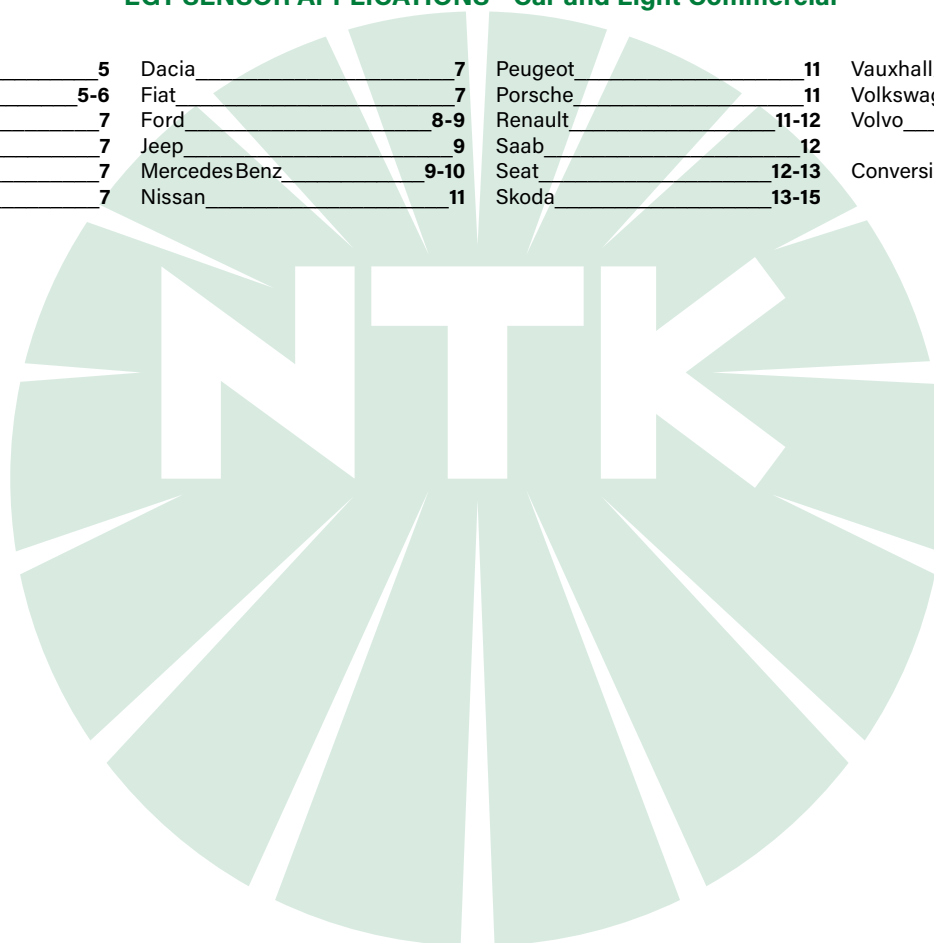 EGT SENSOR APPLICATIONS - Car and Light Commercial
5
5-6
7
7
7
7
Dacia 7
Fiat 7
Ford 8-9
Jeep 9
Mercedes Benz 9-10
Nissan 11
Peugeot 11
Porsche 11
Renault 11-12
Saab 12
Seat 12-13
Skoda 13-15
Vauxhall
Volkswag
Volvo
Conversi
NTK